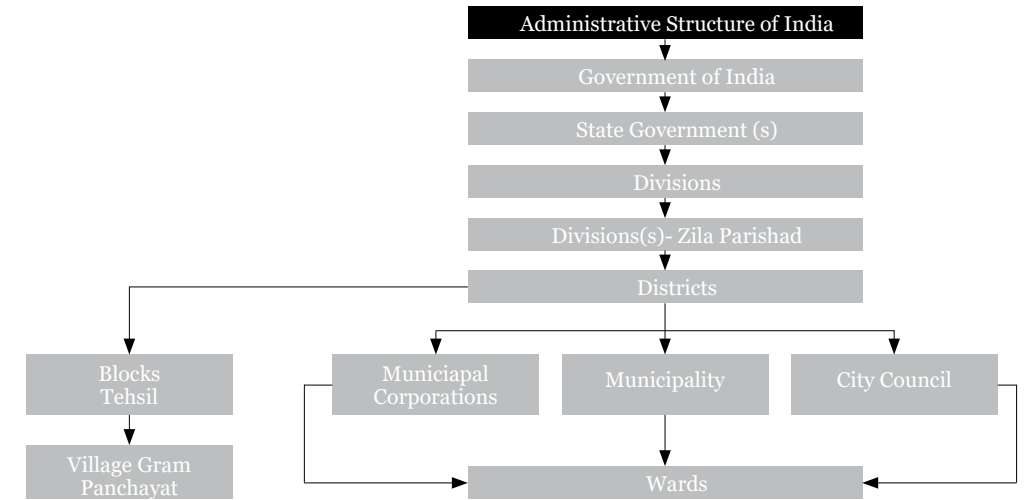 Administrative Structure of India
Government of India
State Government (s)
Divisions
Divisions(s)- Zila Parishad
Districts
Blocks
Tehsil
Municiapal
Corporations
Municipality
City Council
Village Gram
Panchayat
Wards